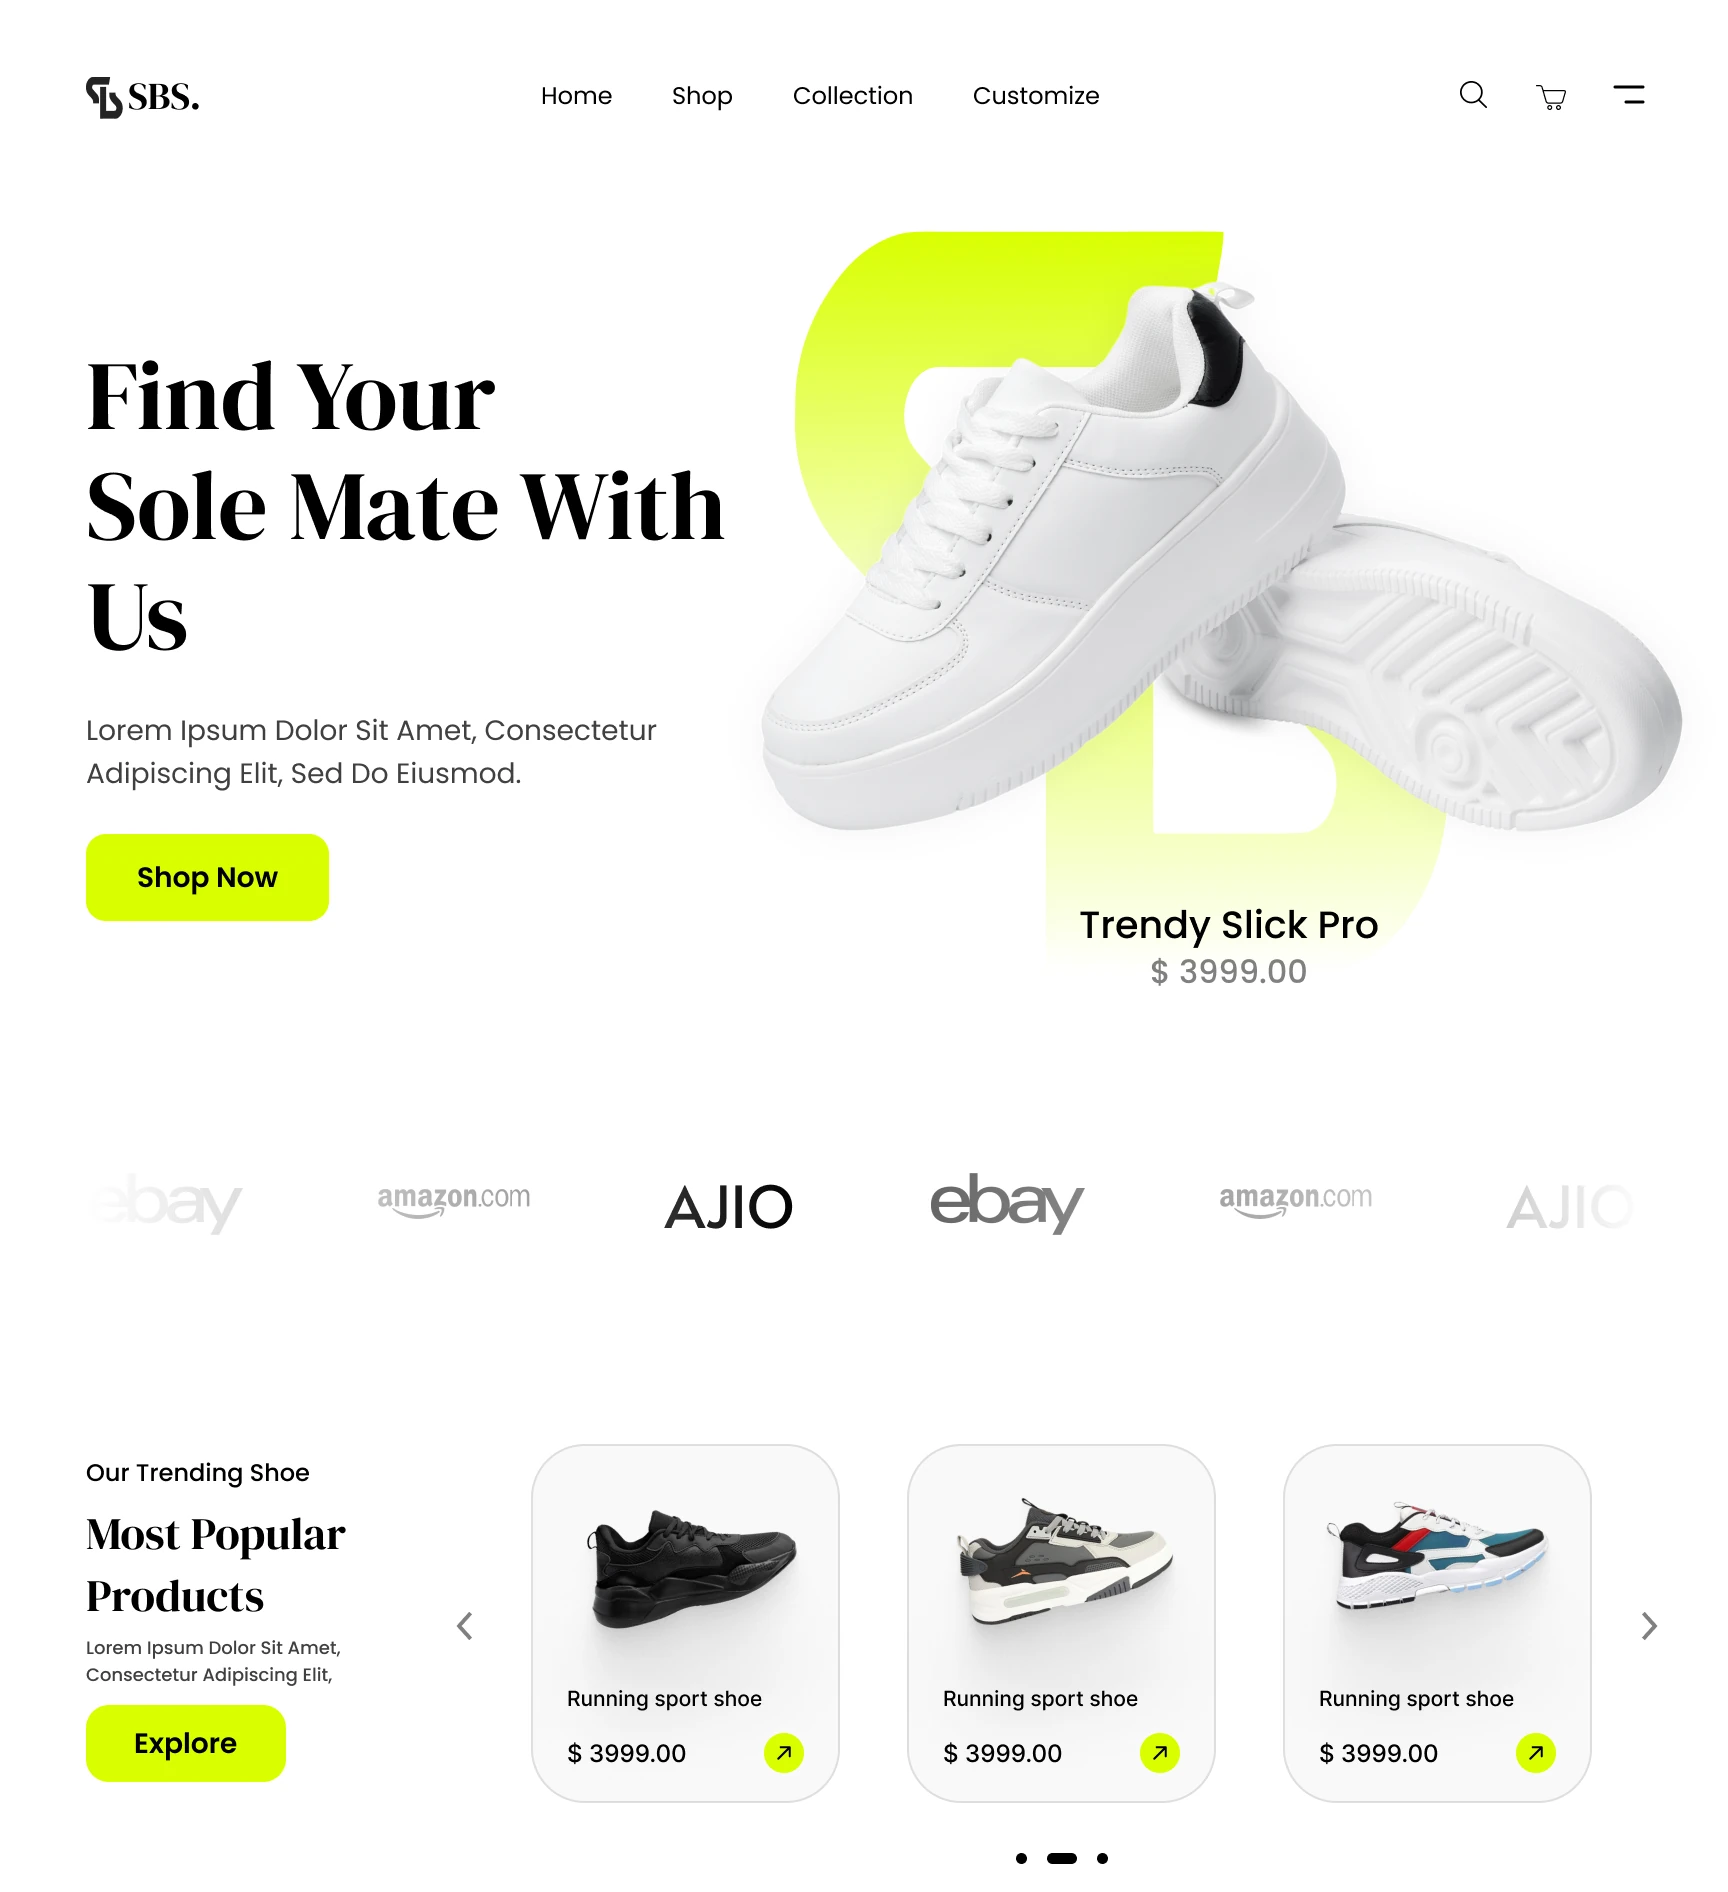 SBS.
Home
Shop
Collection
Customize
Find Your
Sole Mate With
Us
Lorem Ipsum Dolor Sit Amet, Consectetur
Adipiscing Elit, Sed Do Eiusmod.
Shop Now
Trendy Slick Pro
$ 3999.00
ebay
amazon.com
AJIO
ebay
amazon.com
AJIO
Our Trending Shoe
Most Popular
Products
Lorem Ipsum Dolor Sit Amet,
Consectetur Adipiscing Elit,
Explore
Running sport shoe
$ 3999.00
Running sport shoe
$ 3999.00
Running sport shoe
$ 3999.00